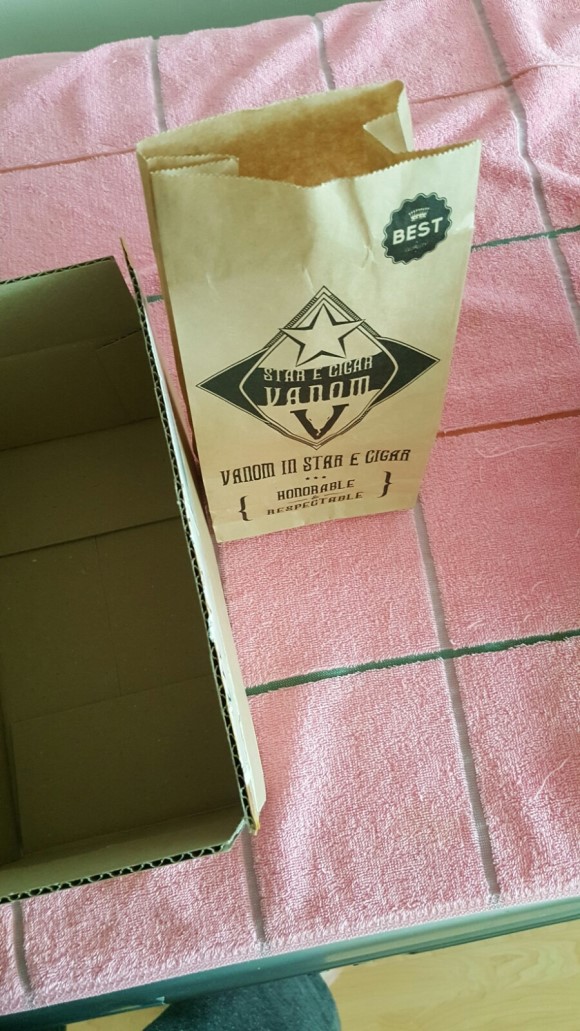 BEST
STAR E CIGAR
VANOM
V
VANOM IN STAR E CIGAR
{ HONORABLE }
&
RESPECTABLE